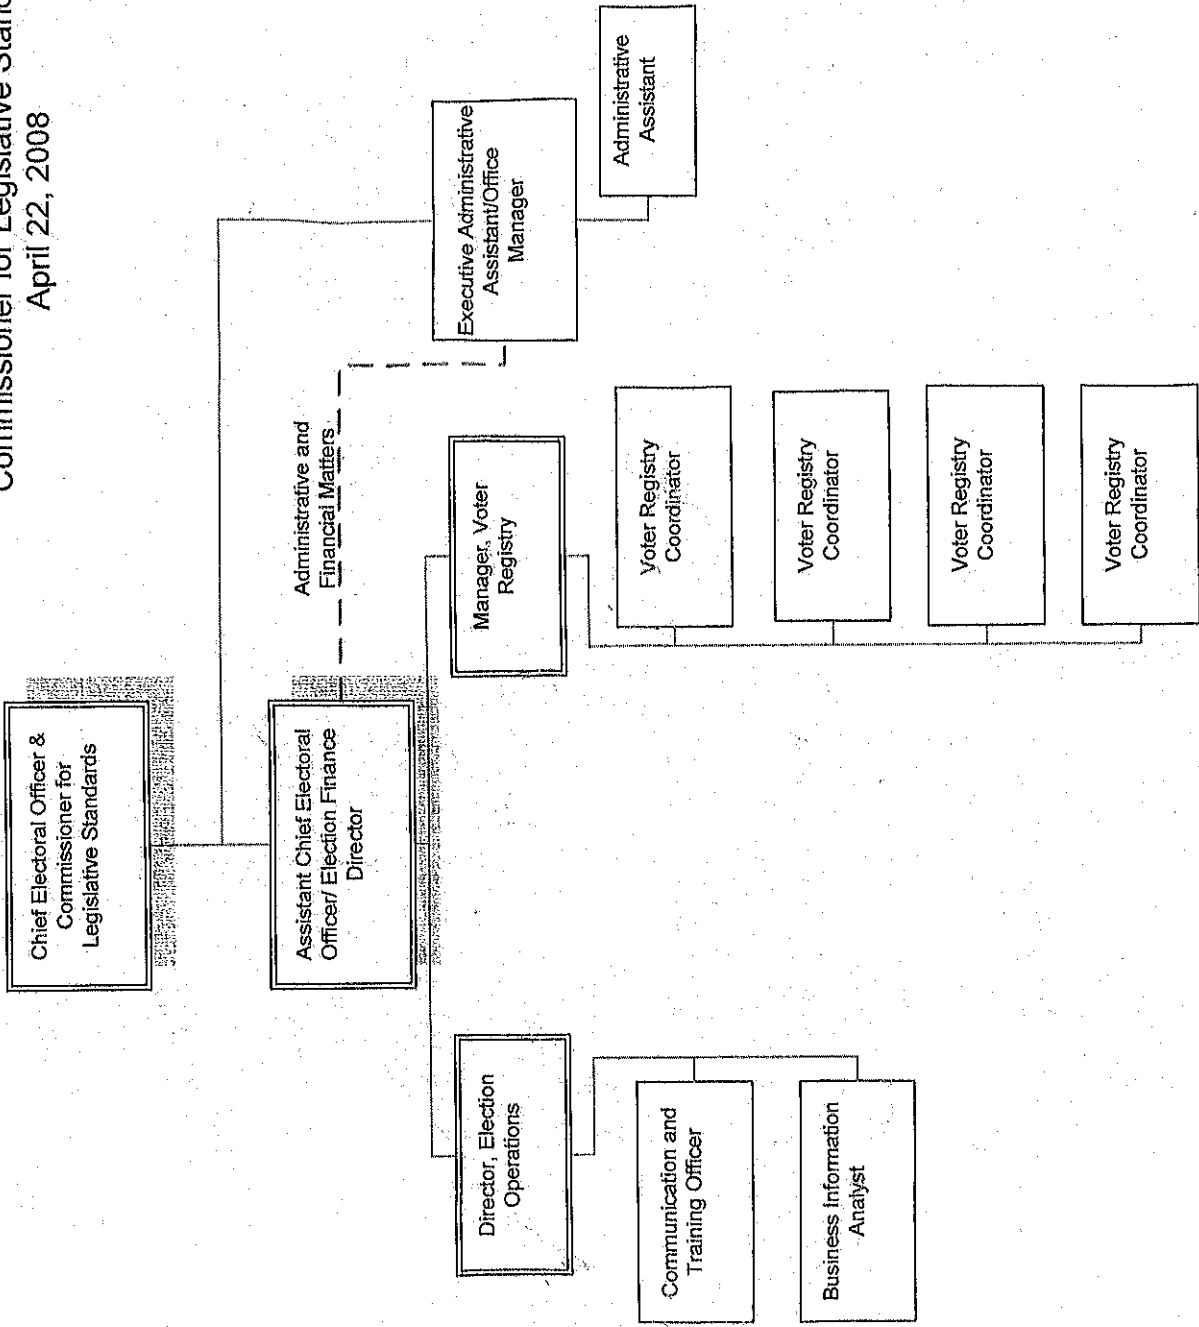 Commissioner for Legislative
April 22, 2008
Chief Electoral Officer &
Commissioner for
Legislative Standards
Assistant Chief Electoral
Officer/ Election Finance
Director
Administrative and
Financial Matters
Executive Administrative
Assistant/Office
Manager
Administrative
Assistant
Director, Election
Operations
Communication and
Training Officer
Business Information
Analyst
Manager, Voter
Registry
Voter Registry
Coordinator
Voter Registry
Coordinator
Voter Registry
Coordinator
Voter Registry
Coordinator